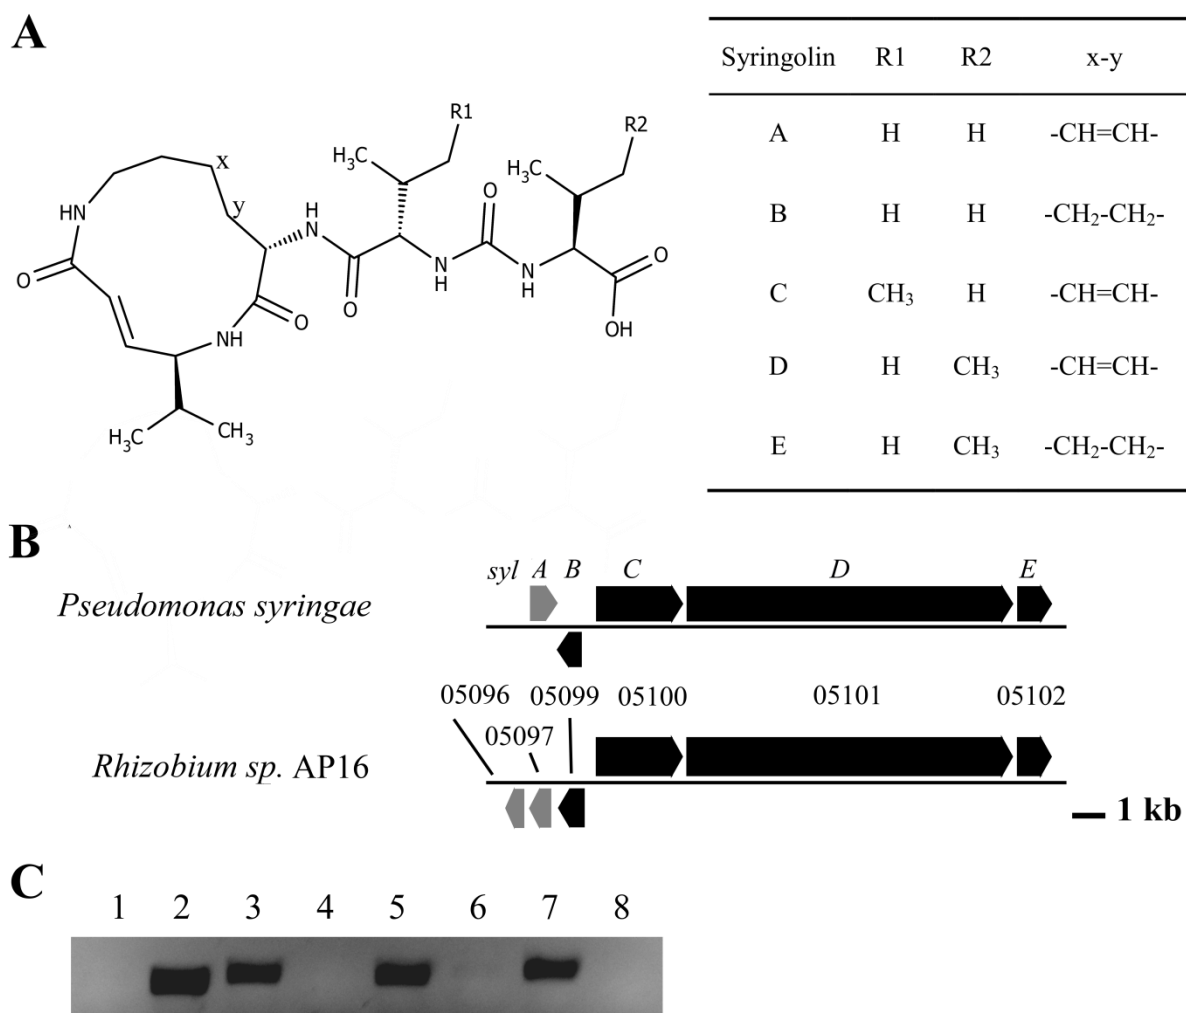 A
Syringolin R1 R2 x-y
A H H -CH=CH-
B H H -CH₂-CH₂-
C CH₃ H -CH=CH-
D H CH₃ -CH=CH-
E H CH₃ -CH₂-CH₂-
R1
R2
H₃C
H₃C
x
y
HN
H
N
O
O
O
O
O
N
H
N
H
O
OH
NH
H₃C
CH₃
B
syl A B C D E
Pseudomonas syringae
05096 05099 05100 05101 05102
05097
Rhizobium sp. AP16
1 kb
C
1 2 3 4 5 6 7 8